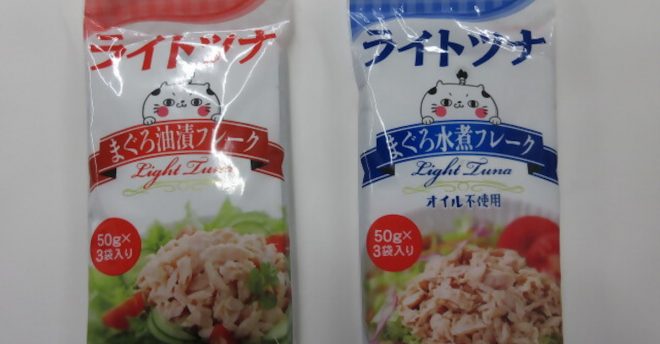 ライトツナ
まぐろ油漬フレーク
Light Tuna
50g×
3袋入り
ライトツナ
まぐろ水煮フレーク
Light Tuna
オイル不使用
50g×
3袋入り